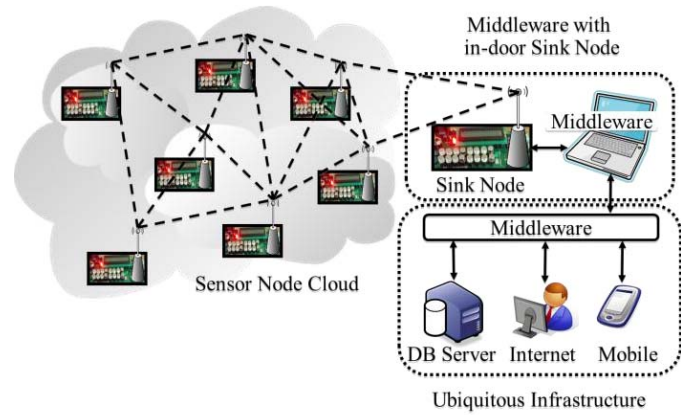 Middleware with
in-door Sink Node
Middleware
Sink Node
Middleware
Sensor Node Cloud
DB Server Internet Mobile
Ubiquitous Infrastructure